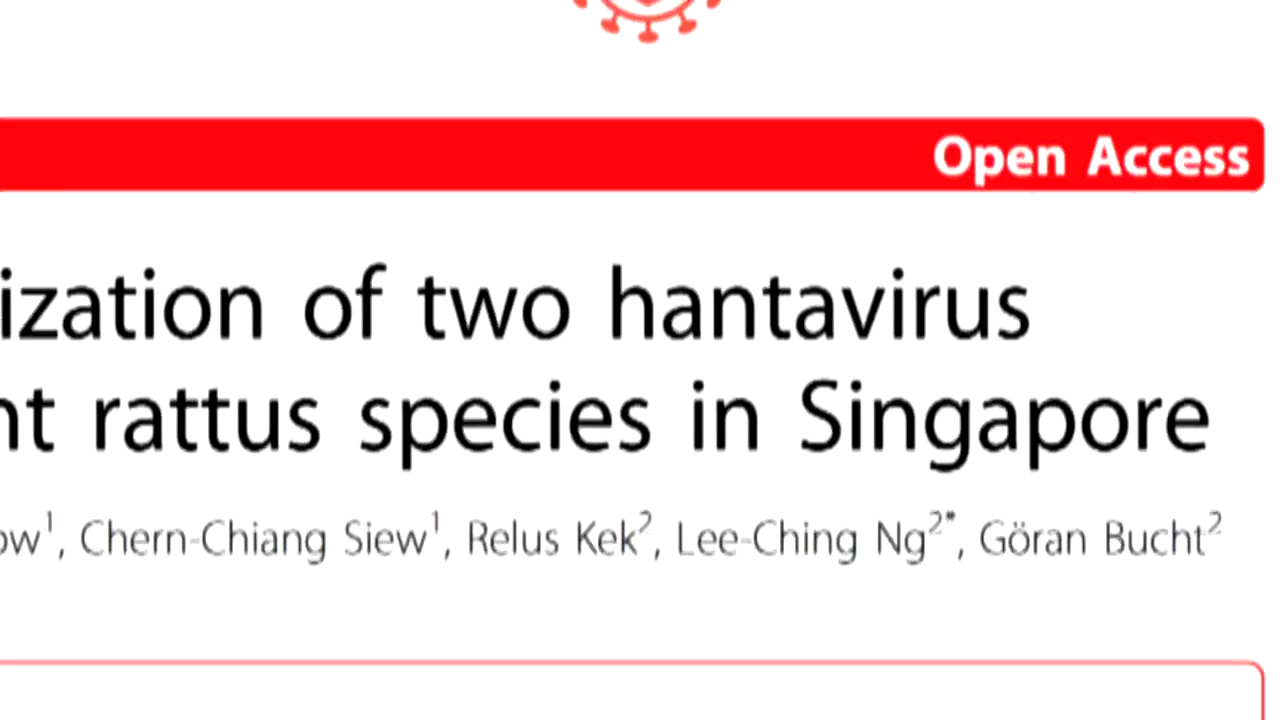 Open Access
ization of two hantavirus
nt rattus species in Singapore
ow¹, Chern-Chiang Siew¹, Relus Kek², Lee-Ching Ng²*, Göran Bucht²